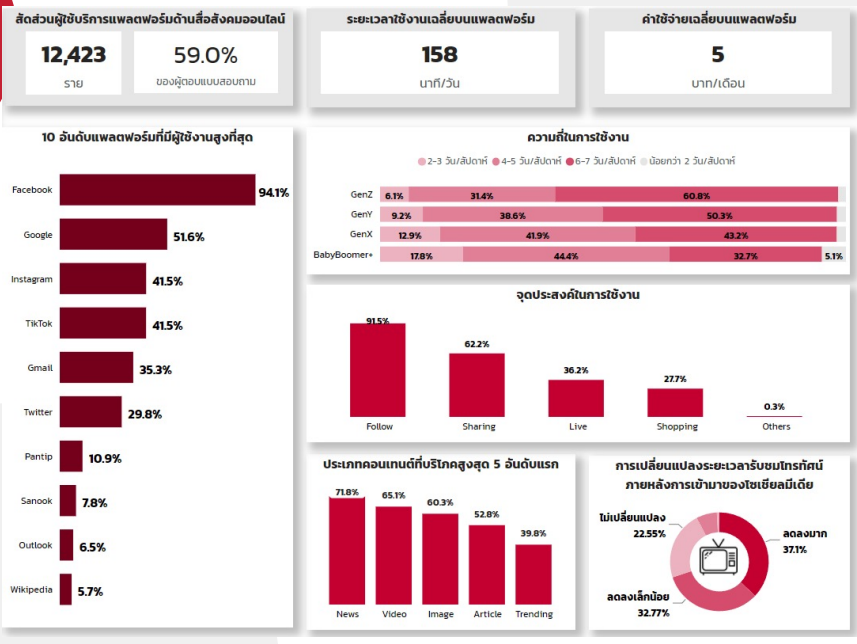 สัดส่วนผู้ใช้บริการแพลตฟอร์มด้านสื่อสังคมออนไลน์
12,423
ราย
59.0%
ของผู้ตอบแบบสอบถาม
ระยะเวลาใช้งานเฉลี่ยบนแพลตฟอร์ม
158
นาที/วัน
ค่าใช้จ่ายเฉลี่ยบนแพลตฟอร์ม
5
บาท/เดือน
10 อันดับแพลตฟอร์มที่มีผู้ใช้งานสูงที่สุด
Facebook 94.1%
Google 51.6%
Instagram 41.5%
TikTok 41.5%
Gmail 35.3%
Twitter 29.8%
Pantip 10.9%
Sanook 7.8%
Outlook 6.5%
Wikipedia 5.7%
ความถี่ในการใช้งาน
2-3 วัน/สัปดาห์ 4-5 วัน/สัปดาห์ 6-7 วัน/สัปดาห์ น้อยกว่า 2 วัน/สัปดาห์
GenZ 6.1% 31.4% 60.8%
GenY 9.2% 38.6% 50.3%
GenX 12.9% 41.9% 43.2%
BabyBoomer+ 17.8% 44.4% 32.7% 5.1%
จุดประสงค์ในการใช้งาน
91.5% 62.2% 36.2% 27.7% 0.3%
Follow Sharing Live Shopping Others
ประเภทคอนเทนต์ที่บริโภคสูงสุด 5 อันดับแรก
71.8% 65.1% 60.3% 52.8% 39.8%
News Video Image Article Trending
การเปลี่ยนแปลงระยะเวลารับชมโทรทัศน์
ภายหลังการเข้ามาของโซเชียลมีเดีย
ไม่เปลี่ยนแปลง
22.55%
ลดลงมาก
37.1%
ลดลงเล็กน้อย
32.77%